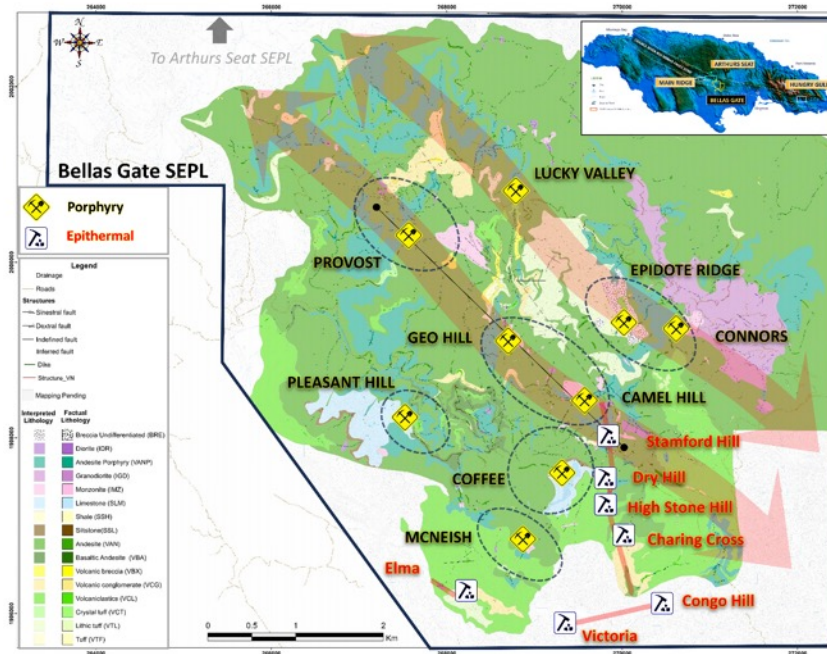 To Arthurs Seat SEPL
N
W
E
S
ARTHURS SEAT
MAIN RIDGE
HUNGRY GULLY
BELLAS GATE
Bellas Gate SEPL
Porphyry
Epithermal
Legend
Drainage
Roads
Structures
Sinestral fault
Dextral fault
Indefined fault
Inferred fault
Dike
Structure_VN
Mapping Pending
Interpreted Lithology
Factual Lithology
Breccia Undifferentiated (BRE)
Diorite (IDR)
Andesite Porphyry (VANP)
Granodiorite (IGD)
Monzonite (IMZ)
Limestone (SLM)
Shale (SSH)
Siltstone(SSL)
Andesite (VAN)
Basaltic Andesite (VBA)
Volcanic breccia (VBX)
Volcanic conglomerate (VCG)
Volcaniclastics (VCL)
Crystal tuff (VCT)
Lithic tuff (VTL)
Tuff (VTF)
LUCKY VALLEY
PROVOST
EPIDOTE RIDGE
GEO HILL
CONNORS
PLEASANT HILL
CAMEL HILL
Stamford Hill
COFFEE
Dry Hill
High Stone Hill
MCNEISH
Charing Cross
Elma
Congo Hill
Victoria
0 0.5 1 2
Km